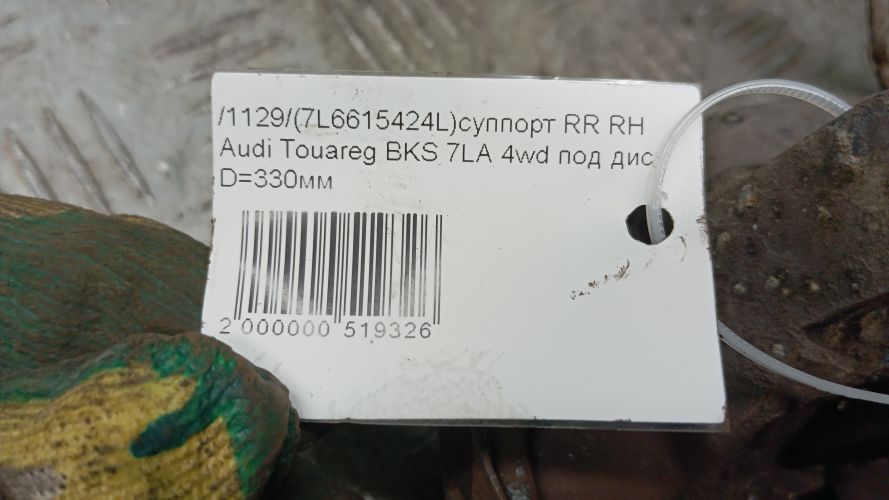 /1129/(7L6615424L)суппорт RR RH
Audi Touareg BKS 7LA 4wd под дис
D=330мм
2 000000 519326